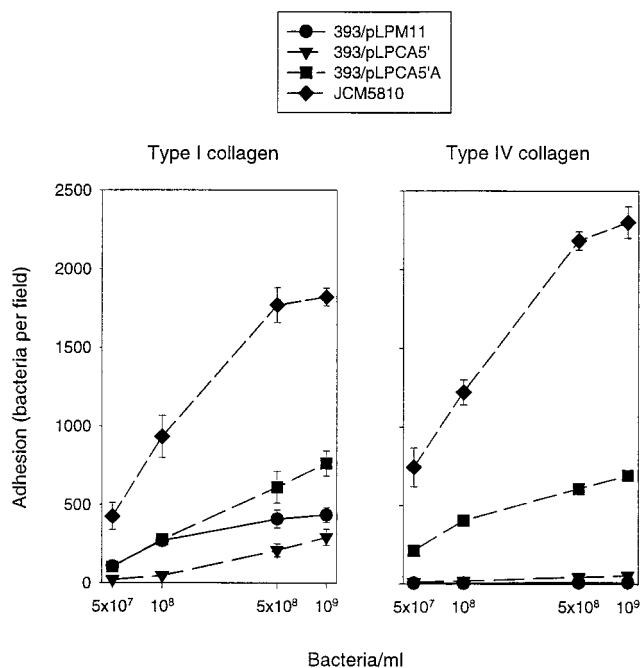 393/pLPM11
393/pLPCA5'
393/pLPCA5'A
JCM5810
Type I collagen
Type IV collagen
2500
2000
1500
1000
500
0
Adhesion (bacteria per field)
5x10⁷ 10⁸ 5x10⁸ 10⁹
5x10⁷ 10⁸ 5x10⁸ 10⁹
Bacteria/ml